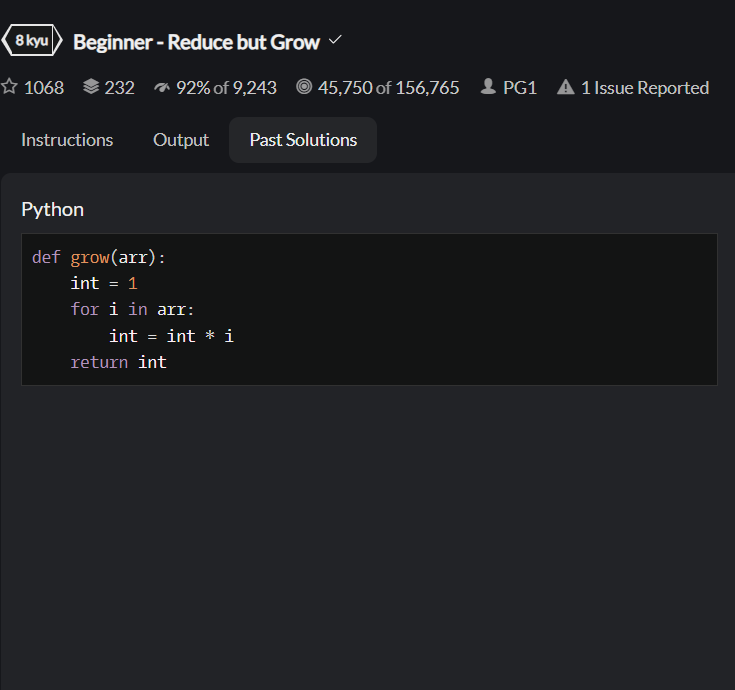 8 kyu Beginner - Reduce but Grow
1068 232 92% of 9,243 45,750 of 156,765 PG1 1 Issue Reported
Instructions Output Past Solutions
Python
def grow(arr):
    int = 1
    for i in arr:
        int = int * i
    return int